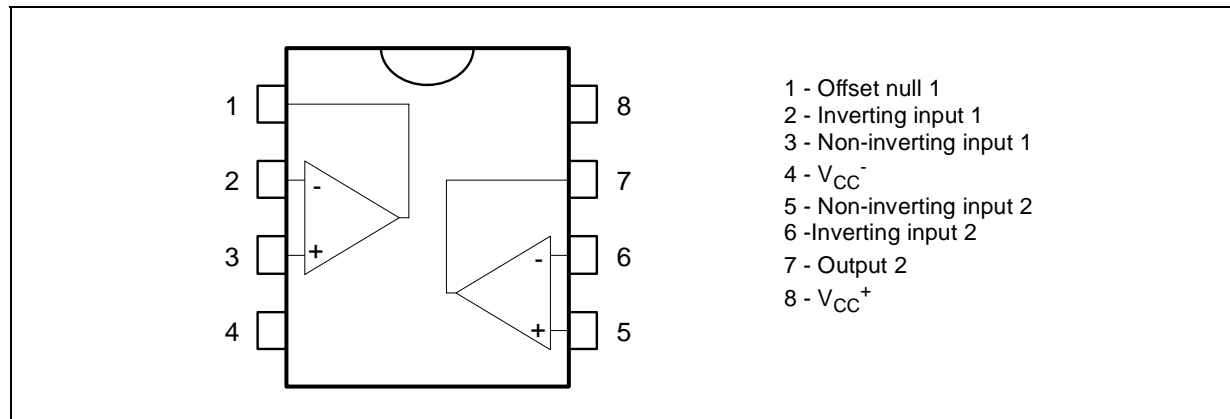 1
2
3
4
-
+
8
7
6
5
-
+
1 - Offset null 1
2 - Inverting input 1
3 - Non-inverting input 1
4 - VCC-
5 - Non-inverting input 2
6 -Inverting input 2
7 - Output 2
8 - VCC+